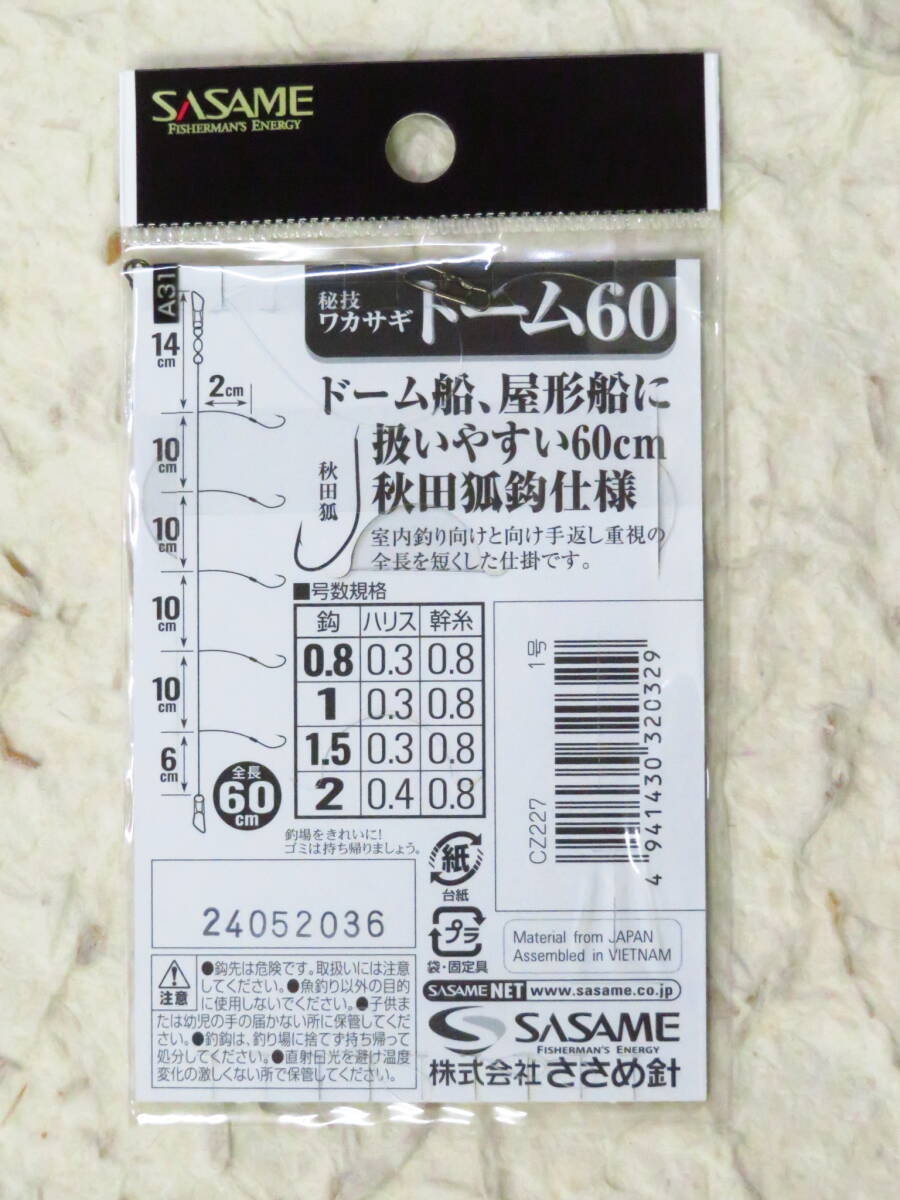 SASAME
FISHERMAN'S ENERGY
A31
秘技
ワカサギ
ドーム60
14
cm
2cm
10
cm
10
cm
10
cm
10
cm
6
cm
全長
60
cm
ドーム船、屋形船に
扱いやすい60cm
秋田狐鈎仕様
秋田狐
室内釣り向けと向け手返し重視の
全長を短くした仕掛です。
■号数規格
鈎 ハリス 幹糸
0.8 0.3 0.8
1 0.3 0.8
1.5 0.3 0.8
2 0.4 0.8
釣場をきれいに!
ゴミは持ち帰りましょう。
紙
台紙
プラ
袋・固定具
1号
CZ227
4 941430 320329
24052036
Material from JAPAN
Assembled in VIETNAM
注意
●鈎先は危険です。取扱いには注意
してください。●魚釣り以外の目的
に使用しないでください。●子供ま
たは幼児の手の届かない所に保管してくだ
さい。●釣鈎は、釣り場に捨てず持ち帰って
処分してください。●直射日光を避け温度
変化の激しくない所で保管してください。
SASAME NET www.sasame.co.jp
SASAME
FISHERMAN'S ENERGY
株式会社ささめ針